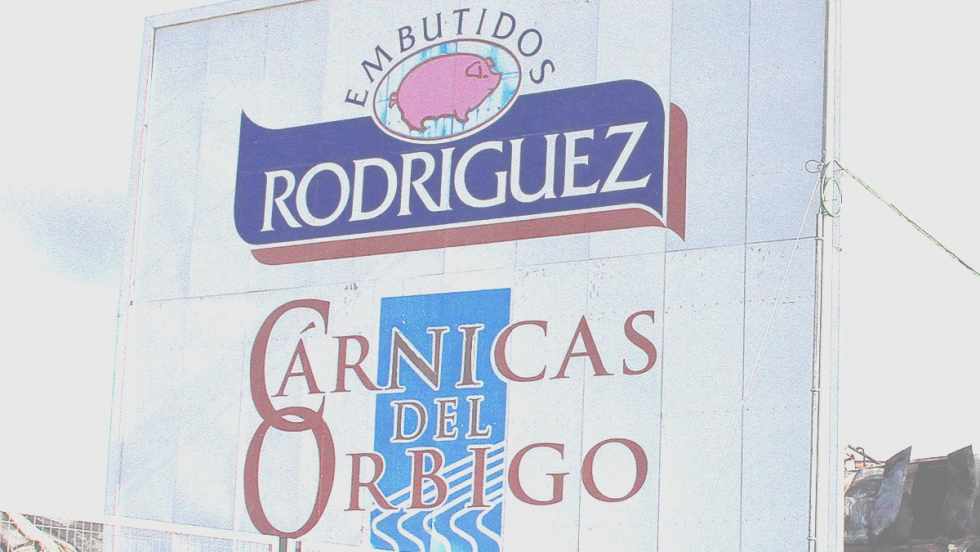 EMBUTIDOS
RODRIGUEZ
CÁRNICAS
DEL
ORBIGO